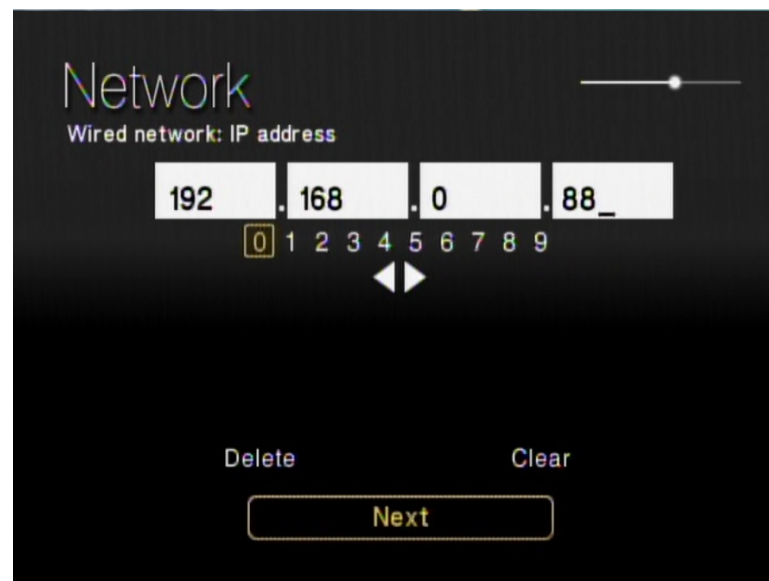 Network
Wired network: IP address
192 . 168 . 0 . 88_
0 1 2 3 4 5 6 7 8 9
Delete Clear
Next